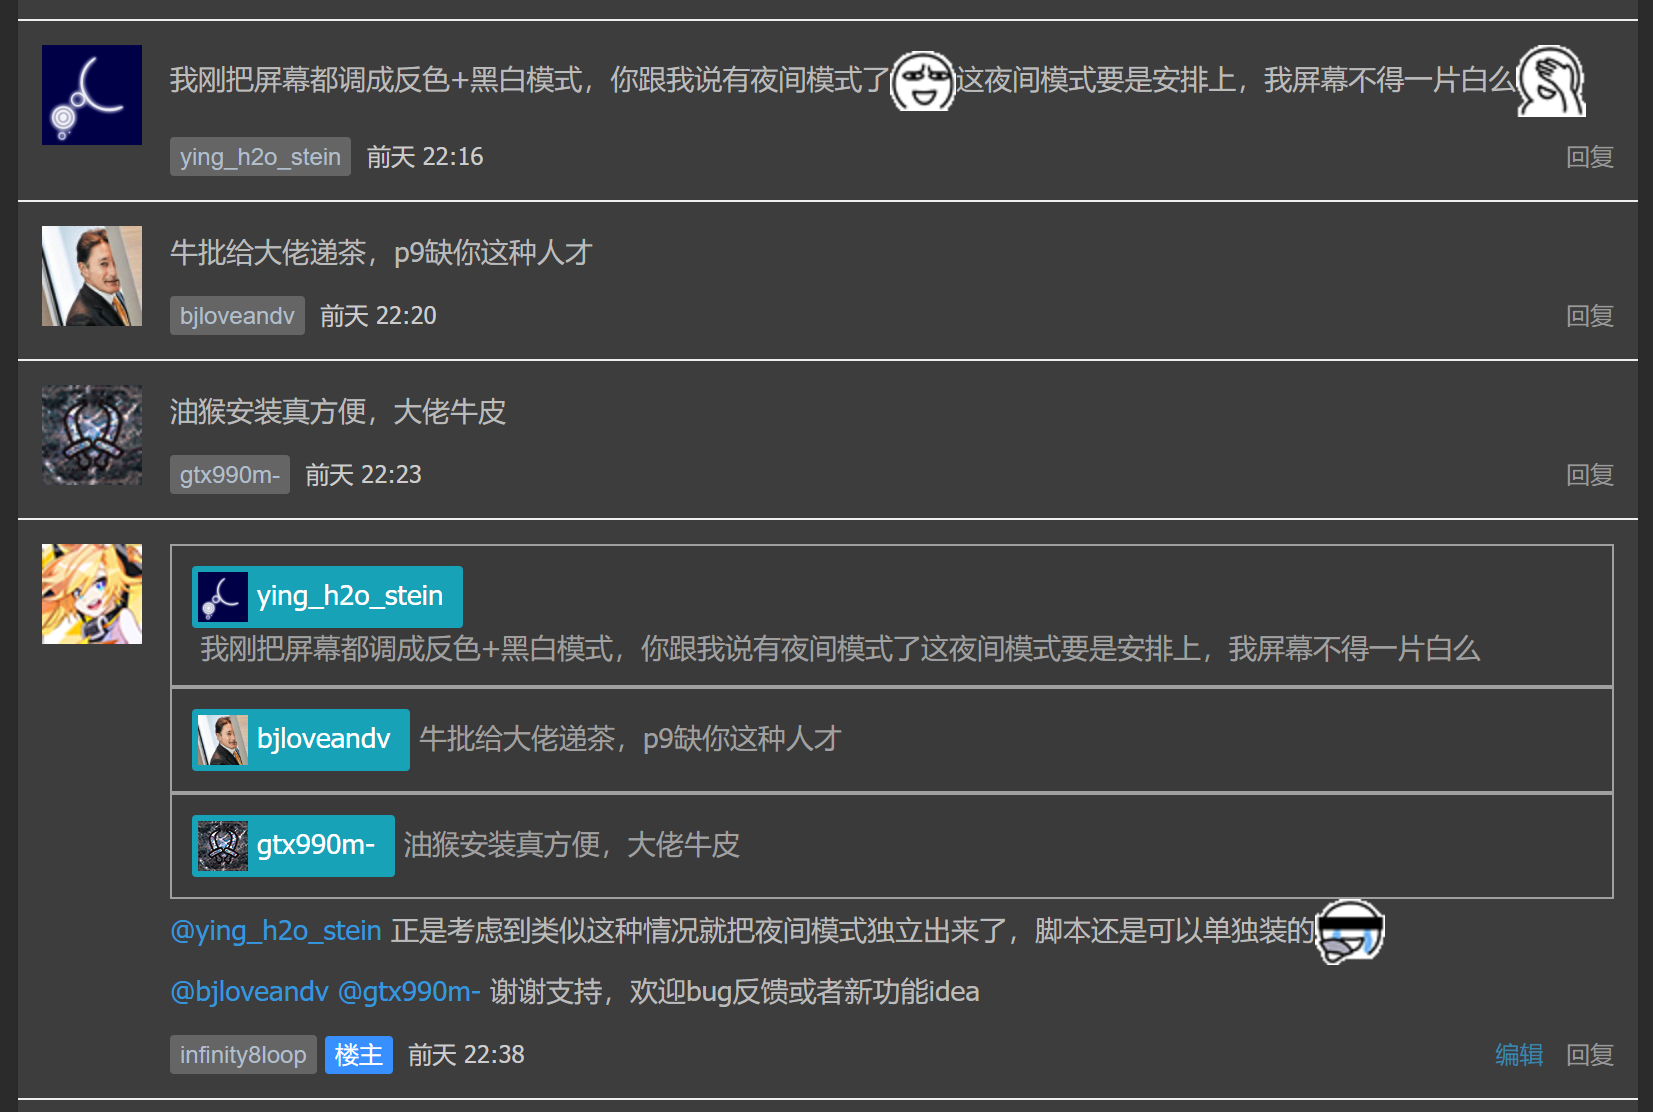 我刚把屏幕都调成反色+黑白模式，你跟我说有夜间模式了这夜间模式要是安排上，我屏幕不得一片白么
ying_h2o_stein 前天 22:16 回复
牛批给大佬递茶，p9缺你这种人才
bjloveandv 前天 22:20 回复
油猴安装真方便，大佬牛皮
gtx990m- 前天 22:23 回复
ying_h2o_stein
我刚把屏幕都调成反色+黑白模式，你跟我说有夜间模式了这夜间模式要是安排上，我屏幕不得一片白么
bjloveandv 牛批给大佬递茶，p9缺你这种人才
gtx990m- 油猴安装真方便，大佬牛皮
@ying_h2o_stein 正是考虑到类似这种情况就把夜间模式独立出来了，脚本还是可以单独装的
@bjloveandv @gtx990m- 谢谢支持，欢迎bug反馈或者新功能idea
infinity8loop 楼主 前天 22:38 编辑 回复